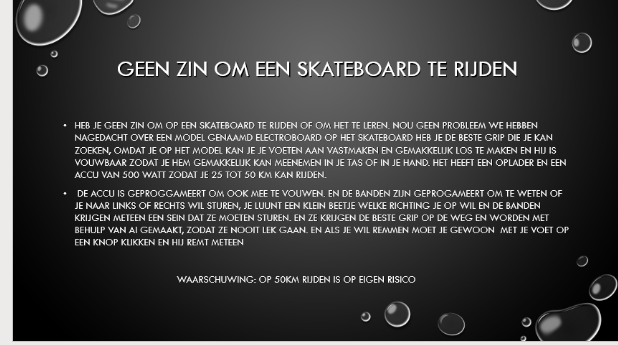 GEEN ZIN OM EEN SKATEBOARD TE RIJDEN
• HEB JE GEEN ZIN OM OP EEN SKATEBOARD TE RIJDEN OF OM HET TE LEREN. NOU GEEN PROBLEEM WE HEBBEN
NAGEDACHT OVER EEN MODEL GENAAMD ELECTROBOARD OP HET SKATEBOARD HEB JE DE BESTE GRIP DIE JE KAN
ZOEKEN, OMDAT JE OP HET MODEL KAN JE JE VOETEN AAN VASTMAKEN EN GEMAKKELIJK LOS TE MAKEN EN HIJ IS
VOUWBAAR ZODAT JE HEM GEMAKKELIJK KAN MEENEMEN IN JE TAS OF IN JE HAND. HET HEEFT EEN OPLADER EN EEN
ACCU VAN 500 WATT ZODAT JE 25 TOT 50 KM KAN RIJDEN.
• DE ACCU IS GEPROGGAMEERT OM OOK MEE TE VOUWEN. EN DE BANDEN ZIJN GEPROGAMEERT OM TE WETEN OF
JE NAAR LINKS OF RECHTS WIL STUREN, JE LUUNT EEN KLEIN BEETJE WELKE RICHTING JE OP WIL EN DE BANDEN
KRIJGEN METEEN EEN SEIN DAT ZE MOETEN STUREN. EN ZE KRIJGEN DE BESTE GRIP OP DE WEG EN WORDEN MET
BEHULP VAN AI GEMAAKT, ZODAT ZE NOOIT LEK GAAN. EN ALS JE WIL REMMEN MOET JE GEWOON MET JE VOET OP
EEN KNOP KLIKKEN EN HIJ REMT METEEN
WAARSCHUWING: OP 50KM RIJDEN IS OP EIGEN RISICO